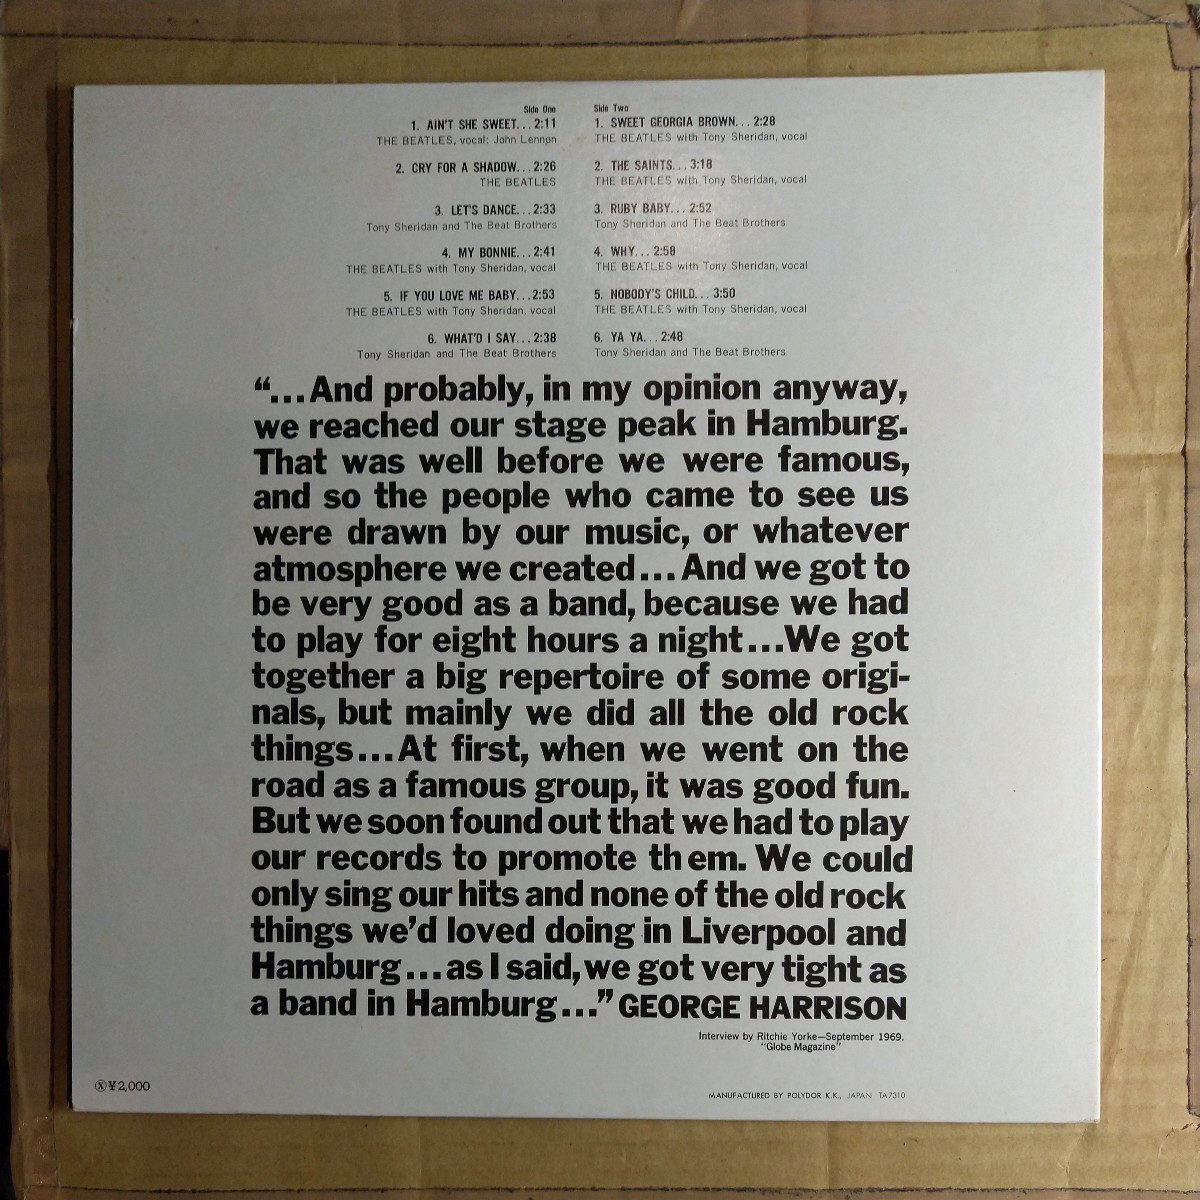 Side One
1. AIN'T SHE SWEET...2:11
THE BEATLES, vocal: John Lennon
2. CRY FOR A SHADOW...2:26
THE BEATLES
3. LET'S DANCE...2:33
Tony Sheridan and The Beat Brothers
4. MY BONNIE...2:41
THE BEATLES with Tony Sheridan, vocal
5. IF YOU LOVE ME BABY...2:53
THE BEATLES with Tony Sheridan, vocal
6. WHAT'D I SAY...2:38
Tony Sheridan and The Beat Brothers
Side Two
1. SWEET GEORGIA BROWN...2:28
THE BEATLES with Tony Sheridan, vocal
2. THE SAINTS...3:18
THE BEATLES with Tony Sheridan, vocal
3. RUBY BABY...2:52
Tony Sheridan and The Beat Brothers
4. WHY...2:58
THE BEATLES with Tony Sheridan, vocal
5. NOBODY'S CHILD...3:50
THE BEATLES with Tony Sheridan, vocal
6. YA YA...2:48
Tony Sheridan and The Beat Brothers
“...And probably, in my opinion anyway,
we reached our stage peak in Hamburg.
That was well before we were famous,
and so the people who came to see us
were drawn by our music, or whatever
atmosphere we created...And we got to
be very good as a band, because we had
to play for eight hours a night...We got
together a big repertoire of some origi-
nals, but mainly we did all the old rock
things...At first, when we went on the
road as a famous group, it was good fun.
But we soon found out that we had to play
our records to promote them. We could
only sing our hits and none of the old rock
things we’d loved doing in Liverpool and
Hamburg...as I said, we got very tight as
a band in Hamburg...” GEORGE HARRISON
Interview by Ritchie Yorke—September 1969.
"Globe Magazine"
Ⓧ¥2,000
MANUFACTURED BY POLYDOR K.K., JAPAN TA7310